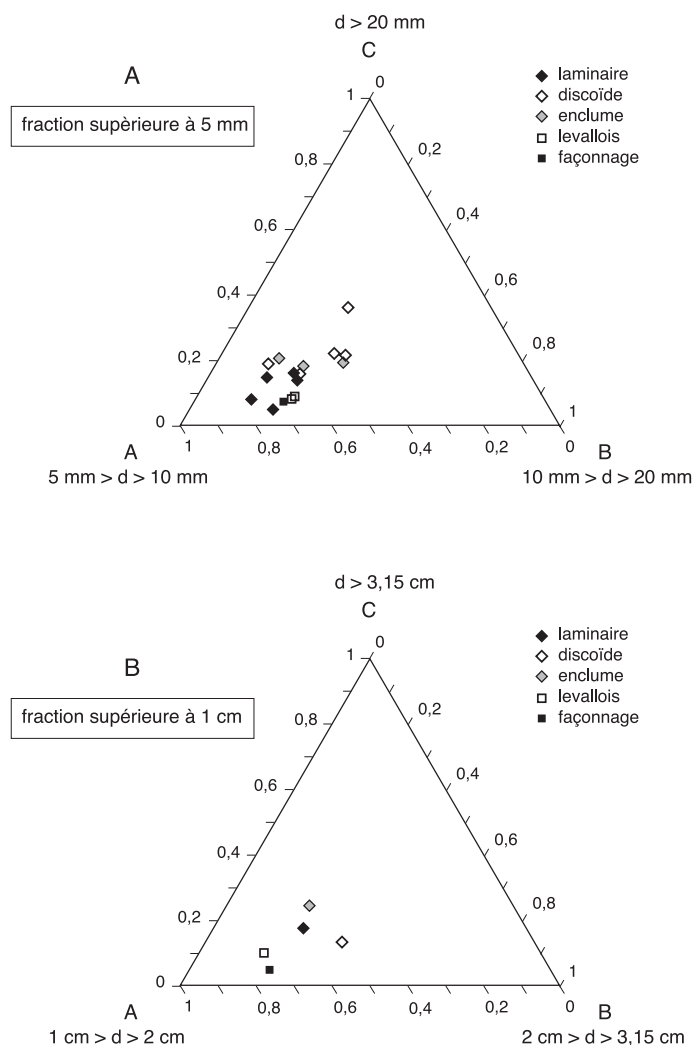 d > 20 mm
C
A
fraction supèrieure à 5 mm
laminaire
discoïde
enclume
levallois
façonnage
0
1
0,2
0,8
0,4
0,6
0,6
0,4
0,8
0,2
1
0
1
0,8
0,6
0,4
0,2
0
A
B
5 mm > d > 10 mm
10 mm > d > 20 mm
d > 3,15 cm
C
B
fraction supérieure à 1 cm
laminaire
discoïde
enclume
levallois
façonnage
0
1
0,2
0,8
0,4
0,6
0,6
0,4
0,8
0,2
1
0
1
0,8
0,6
0,4
0,2
0
A
B
1 cm > d > 2 cm
2 cm > d > 3,15 cm